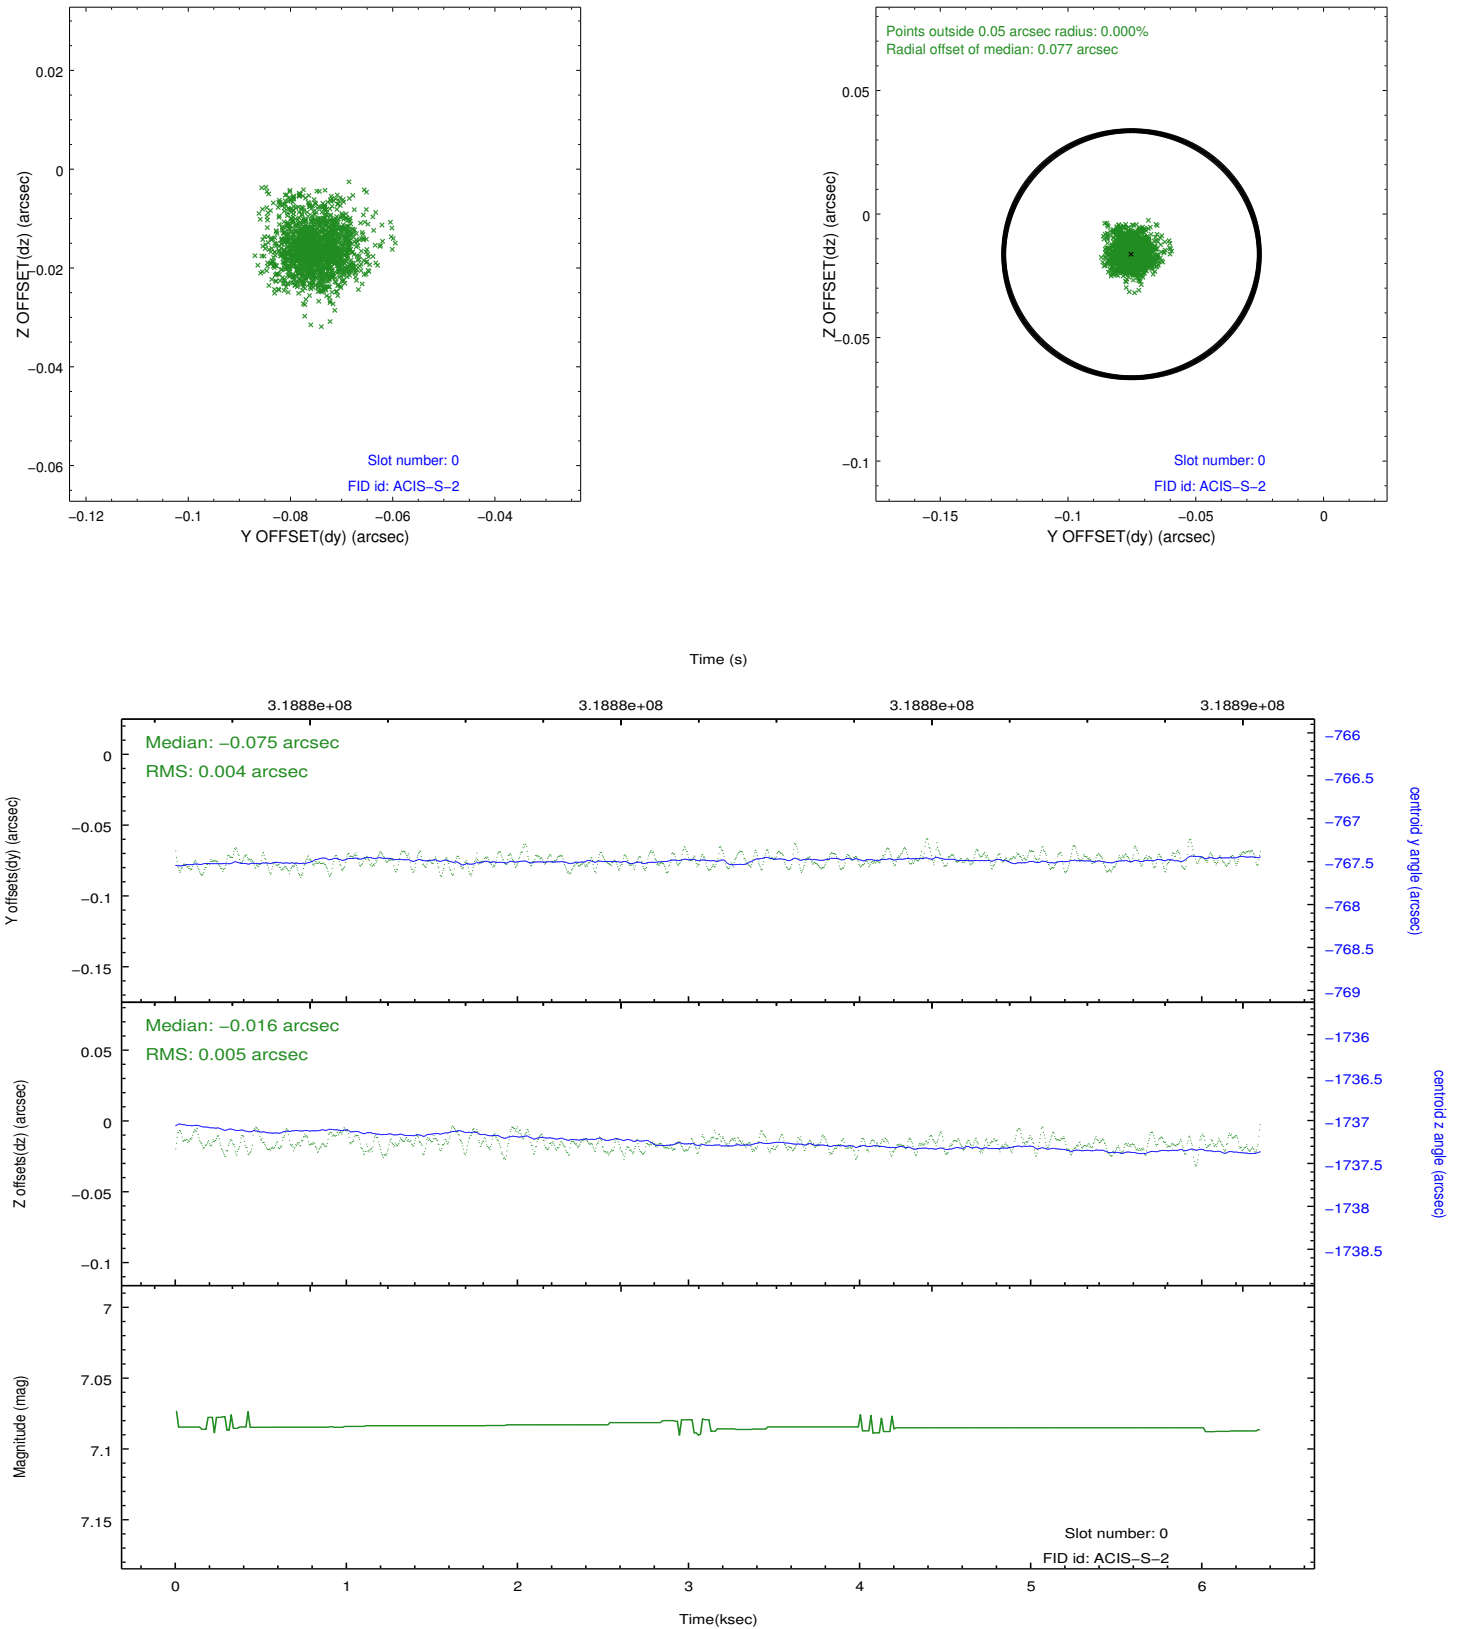 0.02
0
−0.02
−0.04
−0.06
Z OFFSET(dz) (arcsec)
Slot number: 0
FID id: ACIS−S−2
−0.12
−0.1
−0.08
−0.06
−0.04
Y OFFSET(dy) (arcsec)
Points outside 0.05 arcsec radius: 0.000%
Radial offset of median: 0.077 arcsec
0.05
0
−0.05
−0.1
Z OFFSET(dz) (arcsec)
Slot number: 0
FID id: ACIS−S−2
−0.15
−0.1
−0.05
0
Y OFFSET(dy) (arcsec)
Time (s)
3.1888e+08
3.1888e+08
3.1888e+08
3.1889e+08
Median: −0.075 arcsec
RMS: 0.004 arcsec
0
−0.05
−0.1
−0.15
Y offsets(dy) (arcsec)
−766
−766.5
−767
−767.5
−768
−768.5
−769
centroid y angle (arcsec)
Median: −0.016 arcsec
RMS: 0.005 arcsec
0.05
0
−0.05
−0.1
Z offsets(dz) (arcsec)
−1736
−1736.5
−1737
−1737.5
−1738
−1738.5
centroid z angle (arcsec)
7
7.05
7.1
7.15
Magnitude (mag)
Slot number: 0
FID id: ACIS−S−2
0
1
2
3
4
5
6
Time(ksec)